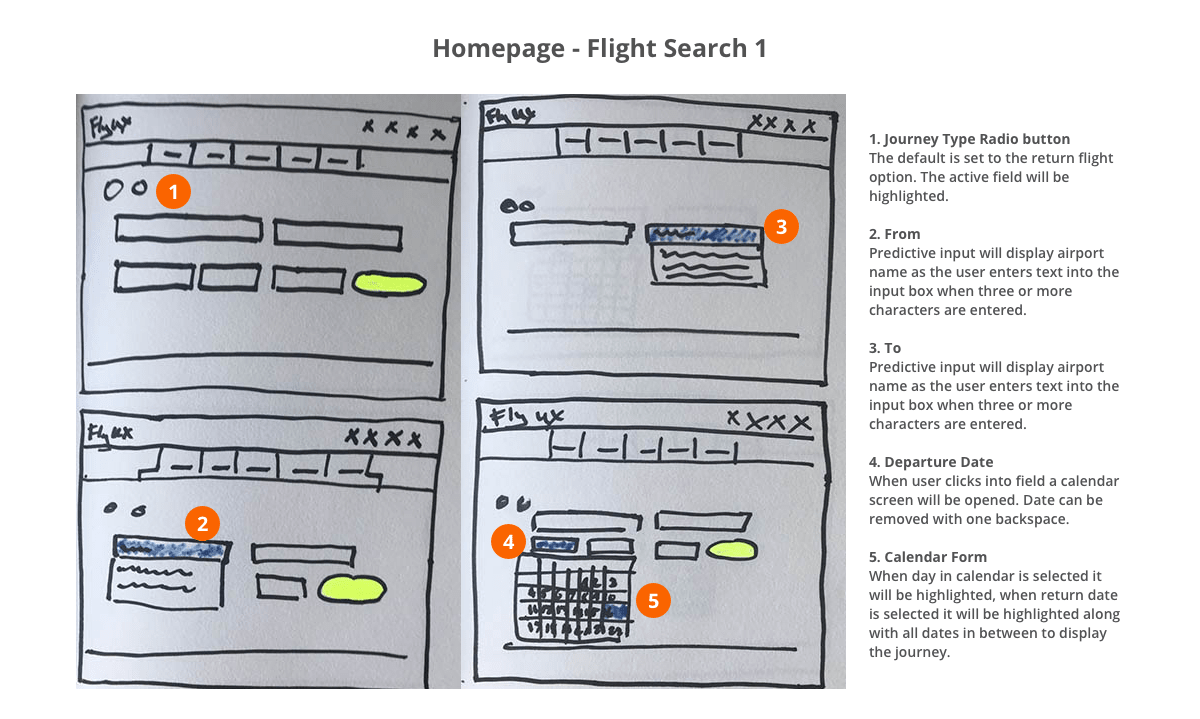 Homepage - Flight Search 1
Fly UX
x x x x
1
Fly UX
x x x x
3
Fly UX
x x x x
2
Fly UX
x x x x
4
5
1. Journey Type Radio button
The default is set to the return flight
option. The active field will be
highlighted.
2. From
Predictive input will display airport
name as the user enters text into the
input box when three or more
characters are entered.
3. To
Predictive input will display airport
name as the user enters text into the
input box when three or more
characters are entered.
4. Departure Date
When user clicks into field a calendar
screen will be opened. Date can be
removed with one backspace.
5. Calendar Form
When day in calendar is selected it
will be highlighted, when return date
is selected it will be highlighted along
with all dates in between to display
the journey.